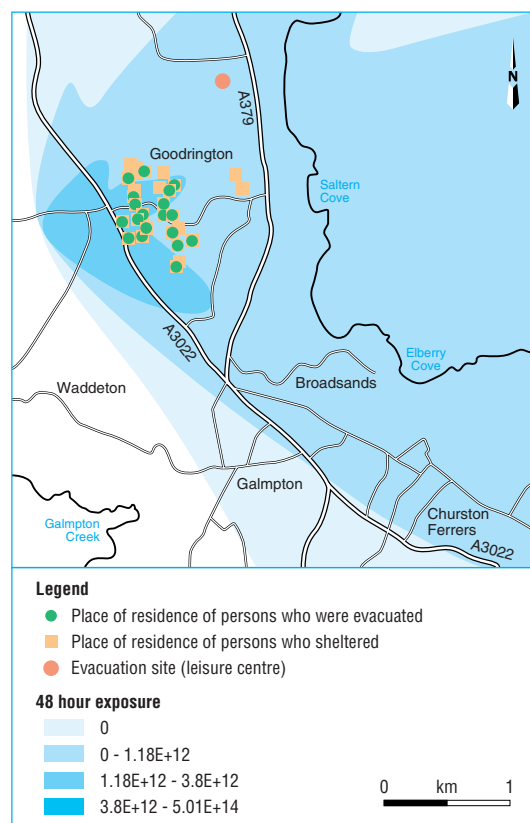 N
A379
Goodrington
Saltern
Cove
A3022
Elberry
Cove
Waddeton
Broadsands
Galmpton
Galmpton
Creek
Churston
Ferrers
A3022
Legend
Place of residence of persons who were evacuated
Place of residence of persons who sheltered
Evacuation site (leisure centre)
48 hour exposure
0
0 - 1.18E+12
1.18E+12 - 3.8E+12
3.8E+12 - 5.01E+14
0 km 1